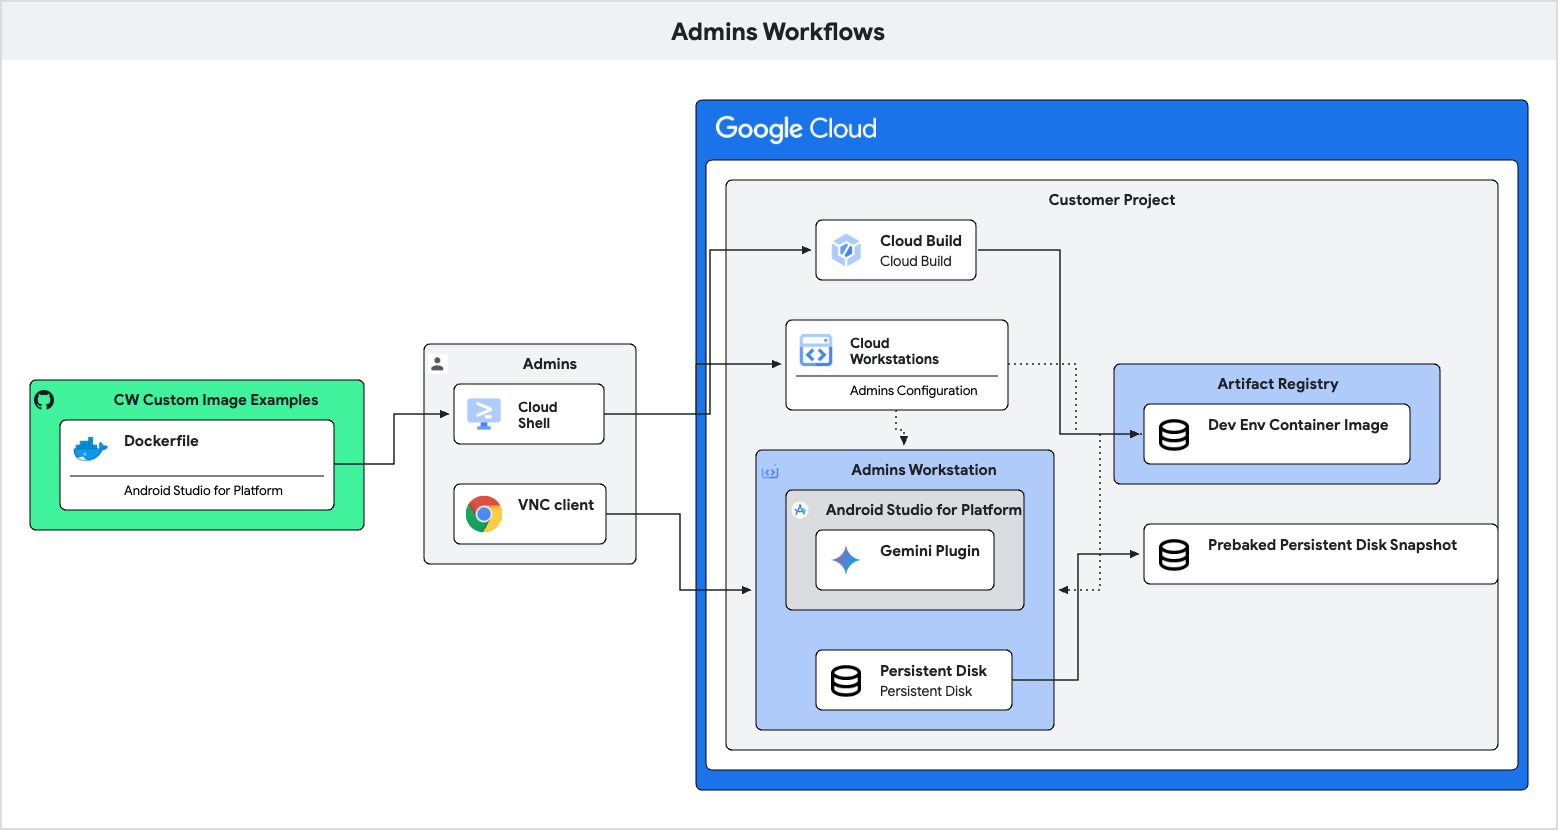 Admins Workflows
Google Cloud
Customer Project
Cloud Build
Cloud Build
Cloud
Workstations
Admins Configuration
Admins
Cloud
Shell
VNC client
CW Custom Image Examples
Dockerfile
Android Studio for Platform
Artifact Registry
Dev Env Container Image
Admins Workstation
Android Studio for Platform
Gemini Plugin
Prebaked Persistent Disk Snapshot
Persistent Disk
Persistent Disk